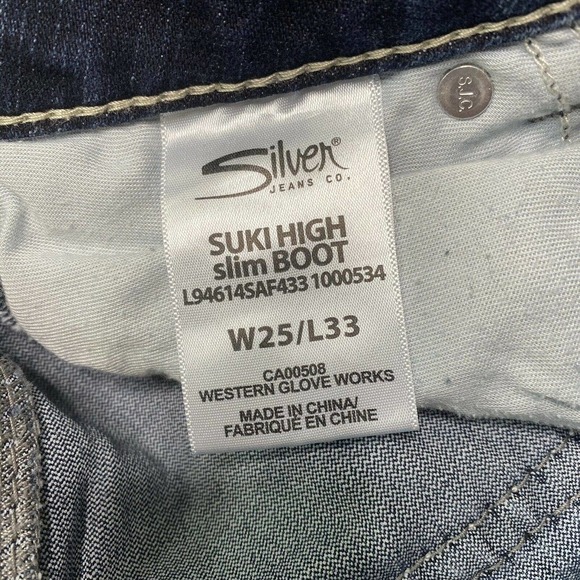 S.J.C.
Silver®
JEANS CO.
SUKI HIGH
slim BOOT
L94614SAF433 1000534
W25/L33
CA00508
WESTERN GLOVE WORKS
MADE IN CHINA/
FABRIQUÉ EN CHINE